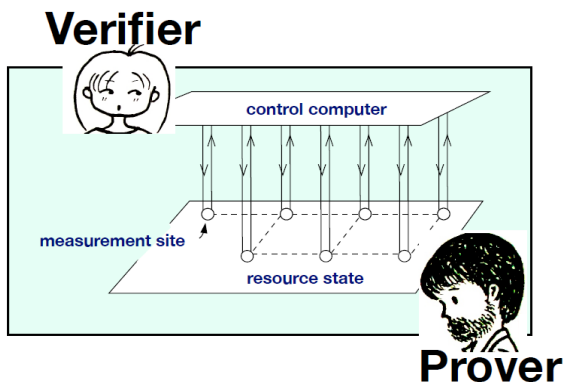 Verifier
control computer
measurement site
resource state
Prover